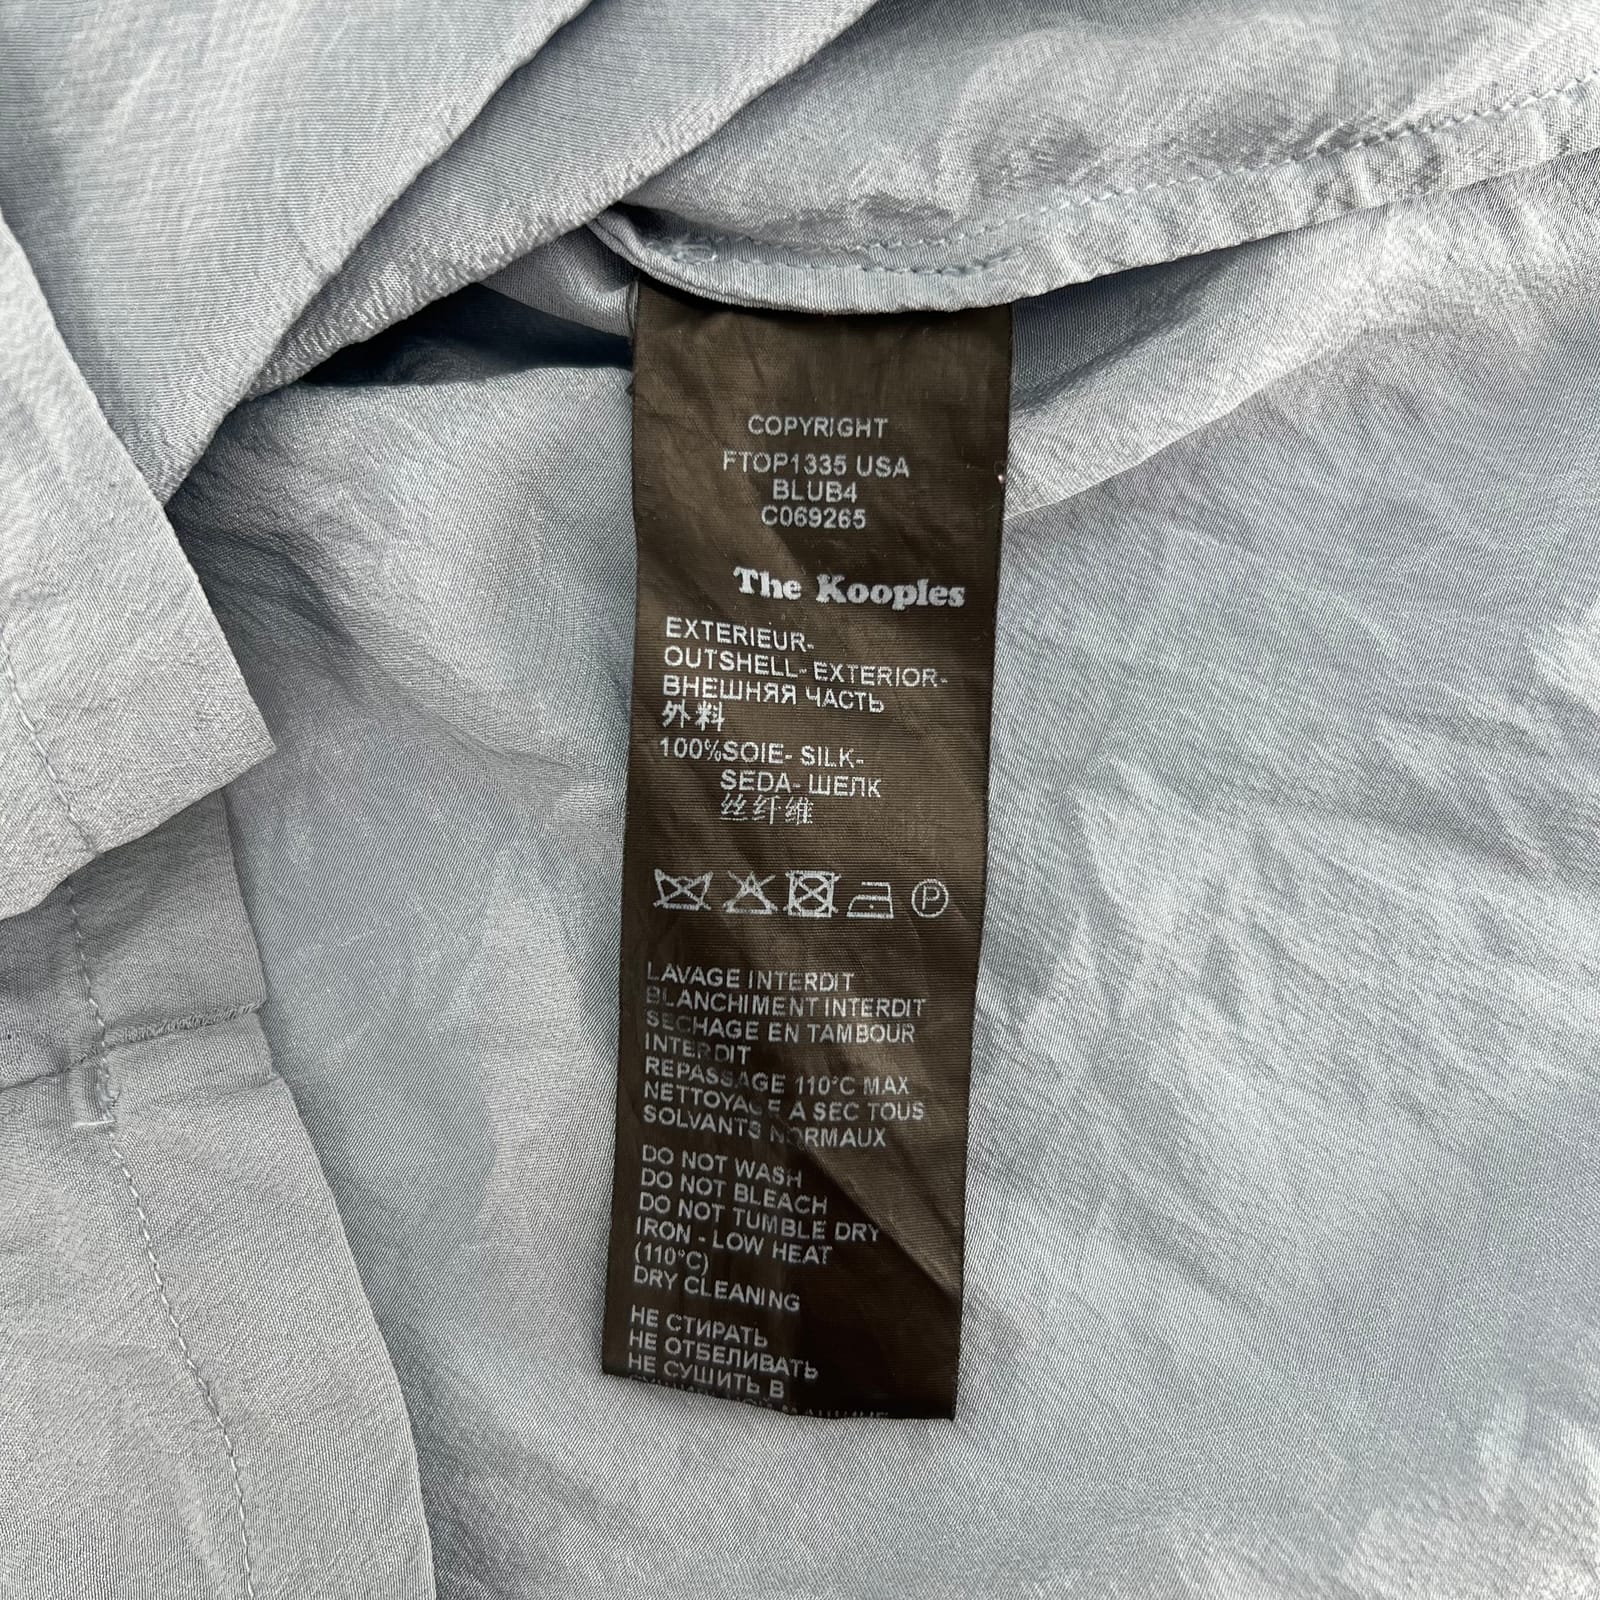 COPYRIGHT
FTOP1335 USA
BLUB4
C069265
The Kooples
EXTERIEUR-
OUTSHELL-EXTERIOR-
ВНЕШНЯЯ ЧАСТЬ
外料
100%SOIE- SILK-
SEDA- ШЕЛК
丝纤维
P
LAVAGE INTERDIT
BLANCHIMENT INTERDIT
SECHAGE EN TAMBOUR
INTERDIT
REPASSAGE 110°C MAX
NETTOYAGE A SEC TOUS
SOLVANTS NORMAUX
DO NOT WASH
DO NOT BLEACH
DO NOT TUMBLE DRY
IRON - LOW HEAT
(110°C)
DRY CLEANING
НЕ СТИРАТЬ
НЕ ОТБЕЛИВАТЬ
НЕ СУШИТЬ В